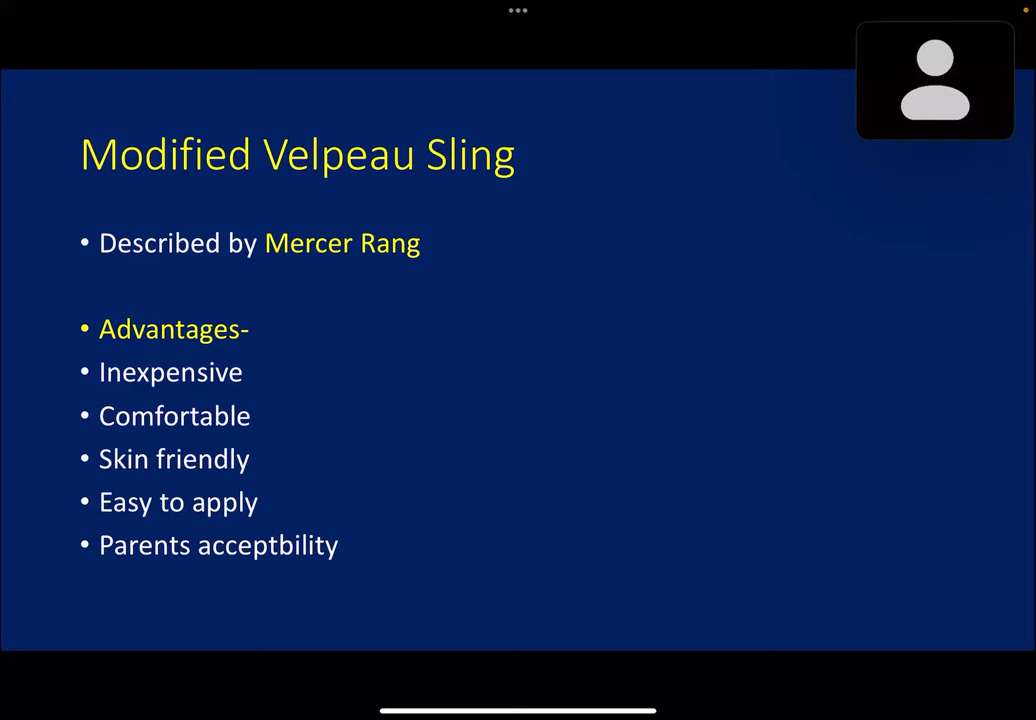 Modified Velpeau Sling
• Described by Mercer Rang
• Advantages-
• Inexpensive
• Comfortable
• Skin friendly
• Easy to apply
• Parents acceptbility